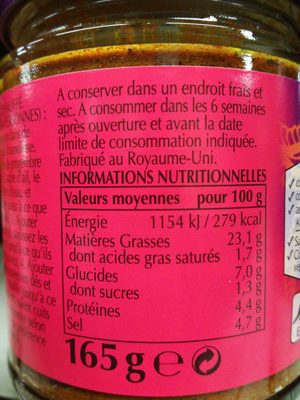 A conserver dans un endroit frais et
sec. A consommer dans les 6 semaines
après ouverture et avant la date
limite de consommation indiquée.
Fabriqué au Royaume-Uni.
INFORMATIONS NUTRITIONNELLES
Valeurs moyennes pour 100 g
Énergie 1154 kJ / 279 kcal
Matières Grasses 23,1 g
dont acides gras saturés 1,7 g
Glucides 7,0 g
dont sucres 1,3 g
Protéines 4,4 g
Sel 4,7 g
165 g e